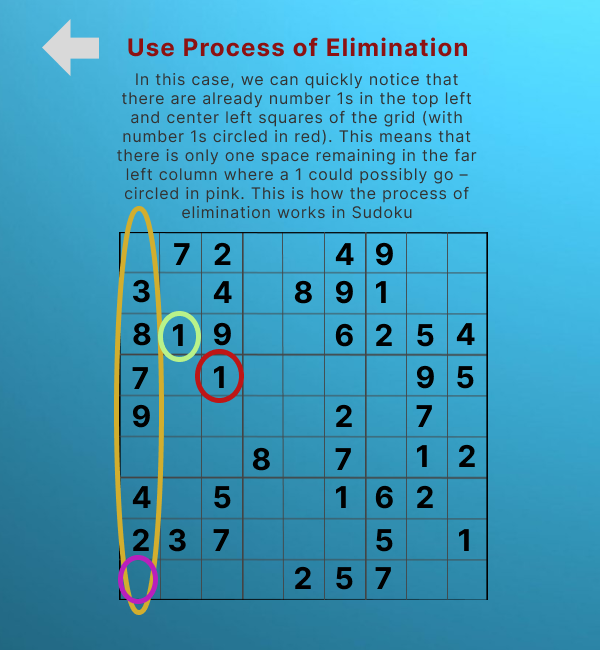 Use Process of Elimination
In this case, we can quickly notice that
there are already number 1s in the top left
and center left squares of the grid (with
number 1s circled in red). This means that
there is only one space remaining in the far
left column where a 1 could possibly go –
circled in pink. This is how the process of
elimination works in Sudoku
7 2 4 9
3 4 8 9 1
8 1 9 6 2 5 4
7 1 9 5
9 2 7
8 7 1 2
4 5 1 6 2
2 3 7 5 1
2 5 7